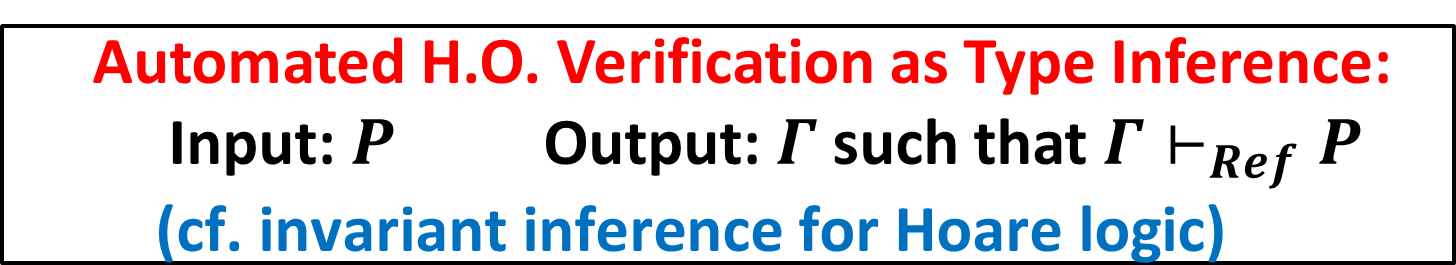 Automated H.O. Verification as Type Inference:
Input: P Output: Γ such that Γ ⊢Ref P
(cf. invariant inference for Hoare logic)